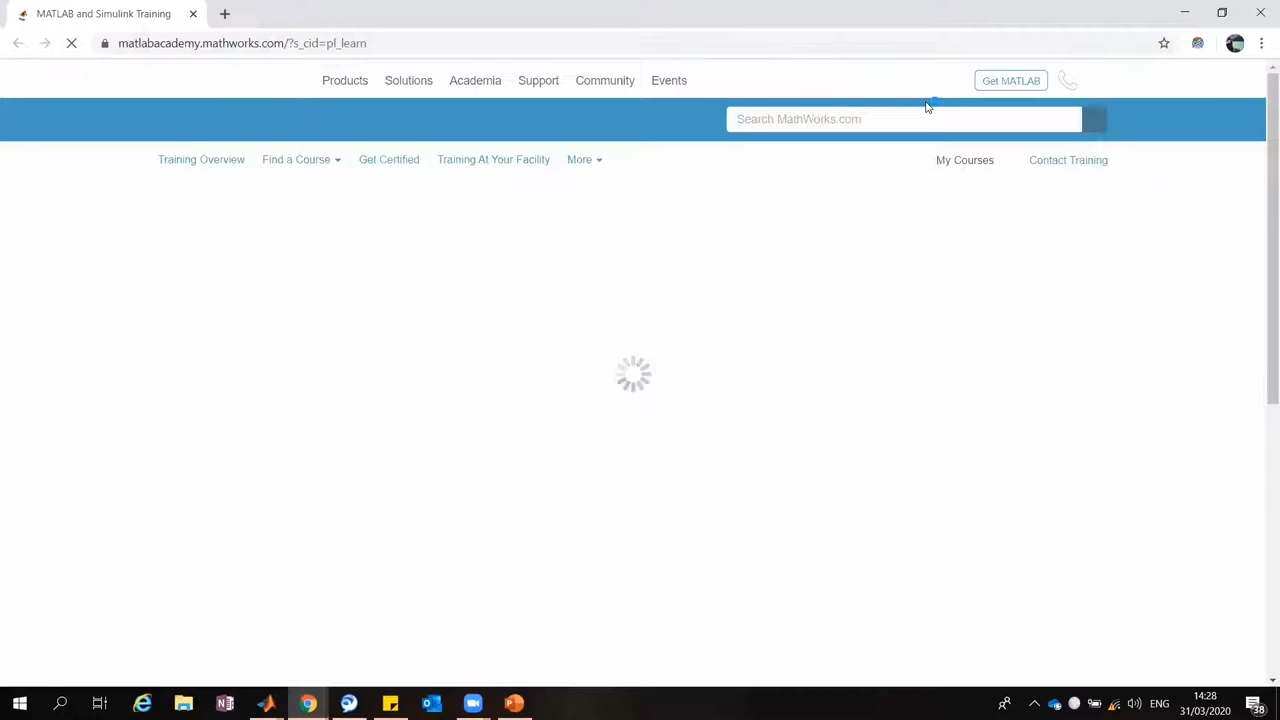 MATLAB and Simulink Training
matlabacademy.mathworks.com/?s_cid=pl_learn
Products Solutions Academia Support Community Events Get MATLAB
Search MathWorks.com
Training Overview Find a Course Get Certified Training At Your Facility More My Courses Contact Training
ENG
14:28
31/03/2020
38